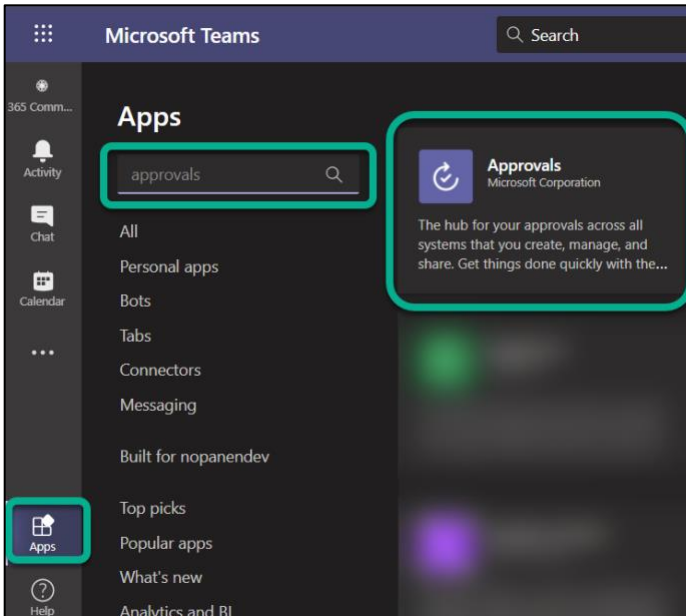 Microsoft Teams
Search
365 Comm...
Activity
Chat
Calendar
Apps
Help
Apps
approvals
All
Personal apps
Bots
Tabs
Connectors
Messaging
Built for nopanendev
Top picks
Popular apps
What's new
Analytics and BI
Approvals
Microsoft Corporation
The hub for your approvals across all
systems that you create, manage, and
share. Get things done quickly with the...